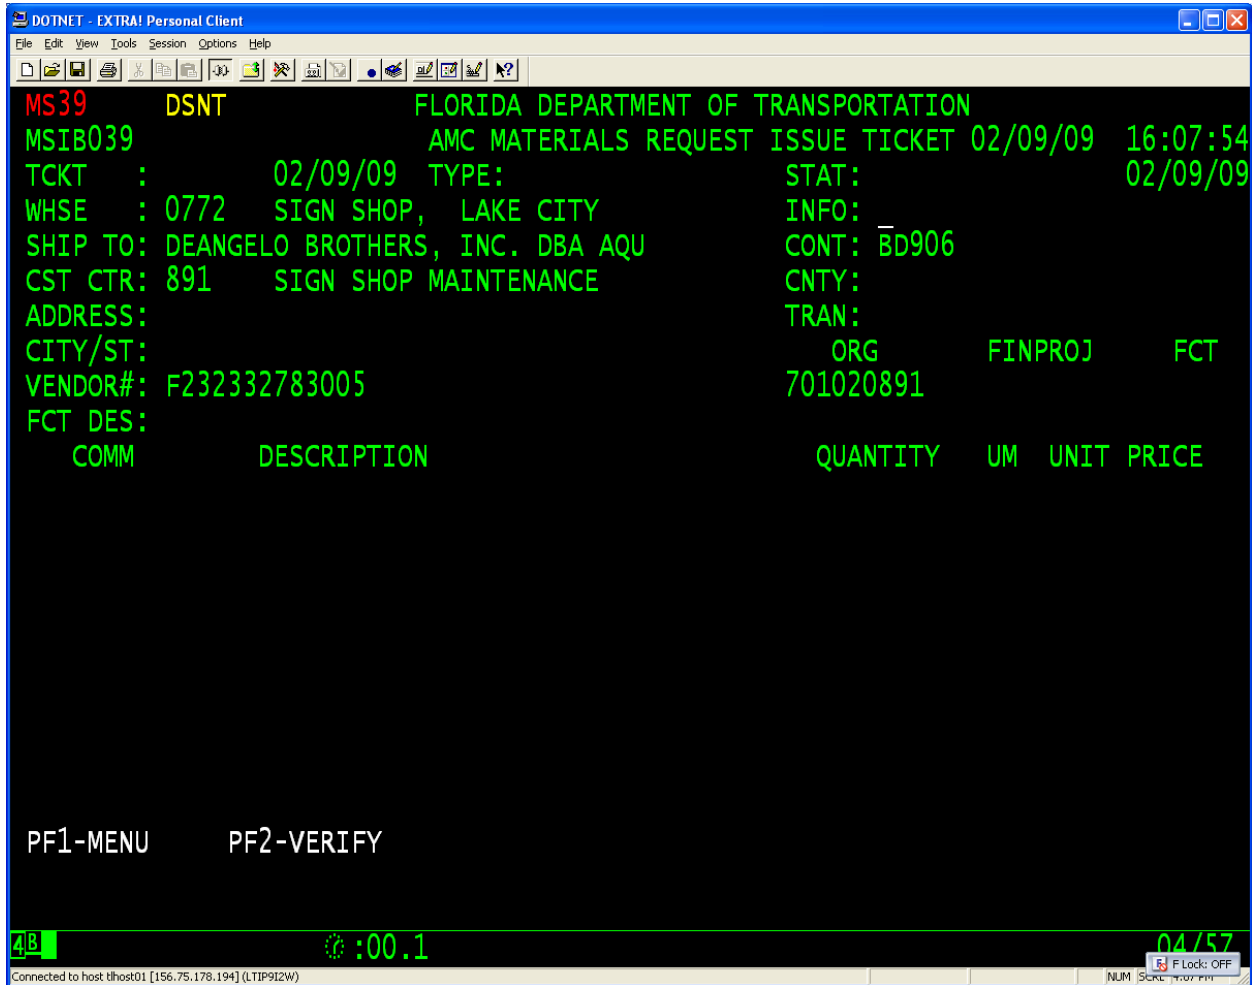 DOTNET - EXTRA! Personal Client
File Edit View Tools Session Options Help
MS39 DSNT FLORIDA DEPARTMENT OF TRANSPORTATION
MSIB039 AMC MATERIALS REQUEST ISSUE TICKET 02/09/09 16:07:54
TCKT : 02/09/09 TYPE: STAT: 02/09/09
WHSE : 0772 SIGN SHOP, LAKE CITY INFO:
SHIP TO: DEANGELO BROTHERS, INC. DBA AQU CONT: BD906
CST CTR: 891 SIGN SHOP MAINTENANCE CNTY:
ADDRESS: TRAN:
CITY/ST: ORG FINPROJ FCT
VENDOR#: F232332783005 701020891
FCT DES:
COMM DESCRIPTION QUANTITY UM UNIT PRICE
PF1-MENU PF2-VERIFY
4B :00.1 04/57
F Lock: OFF
Connected to host tlhost01 [156.75.178.194] (LTIP9I2W) NUM